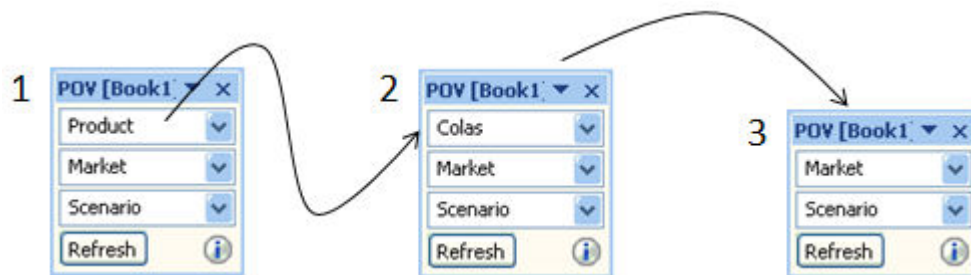 1
POV [Book1]
Product
Market
Scenario
Refresh
2
POV [Book1]
Colas
Market
Scenario
Refresh
3
POV [Book1]
Market
Scenario
Refresh